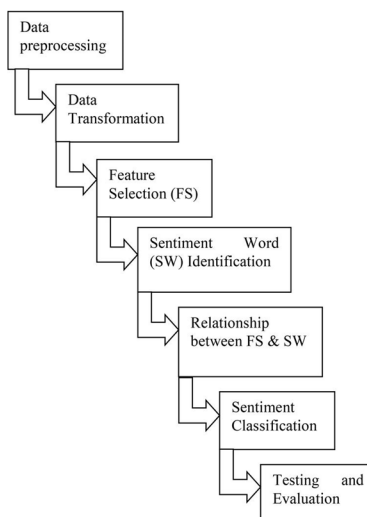 Data
preprocessing
Data
Transformation
Feature
Selection (FS)
Sentiment Word
(SW) Identification
Relationship
between FS & SW
Sentiment
Classification
Testing and
Evaluation